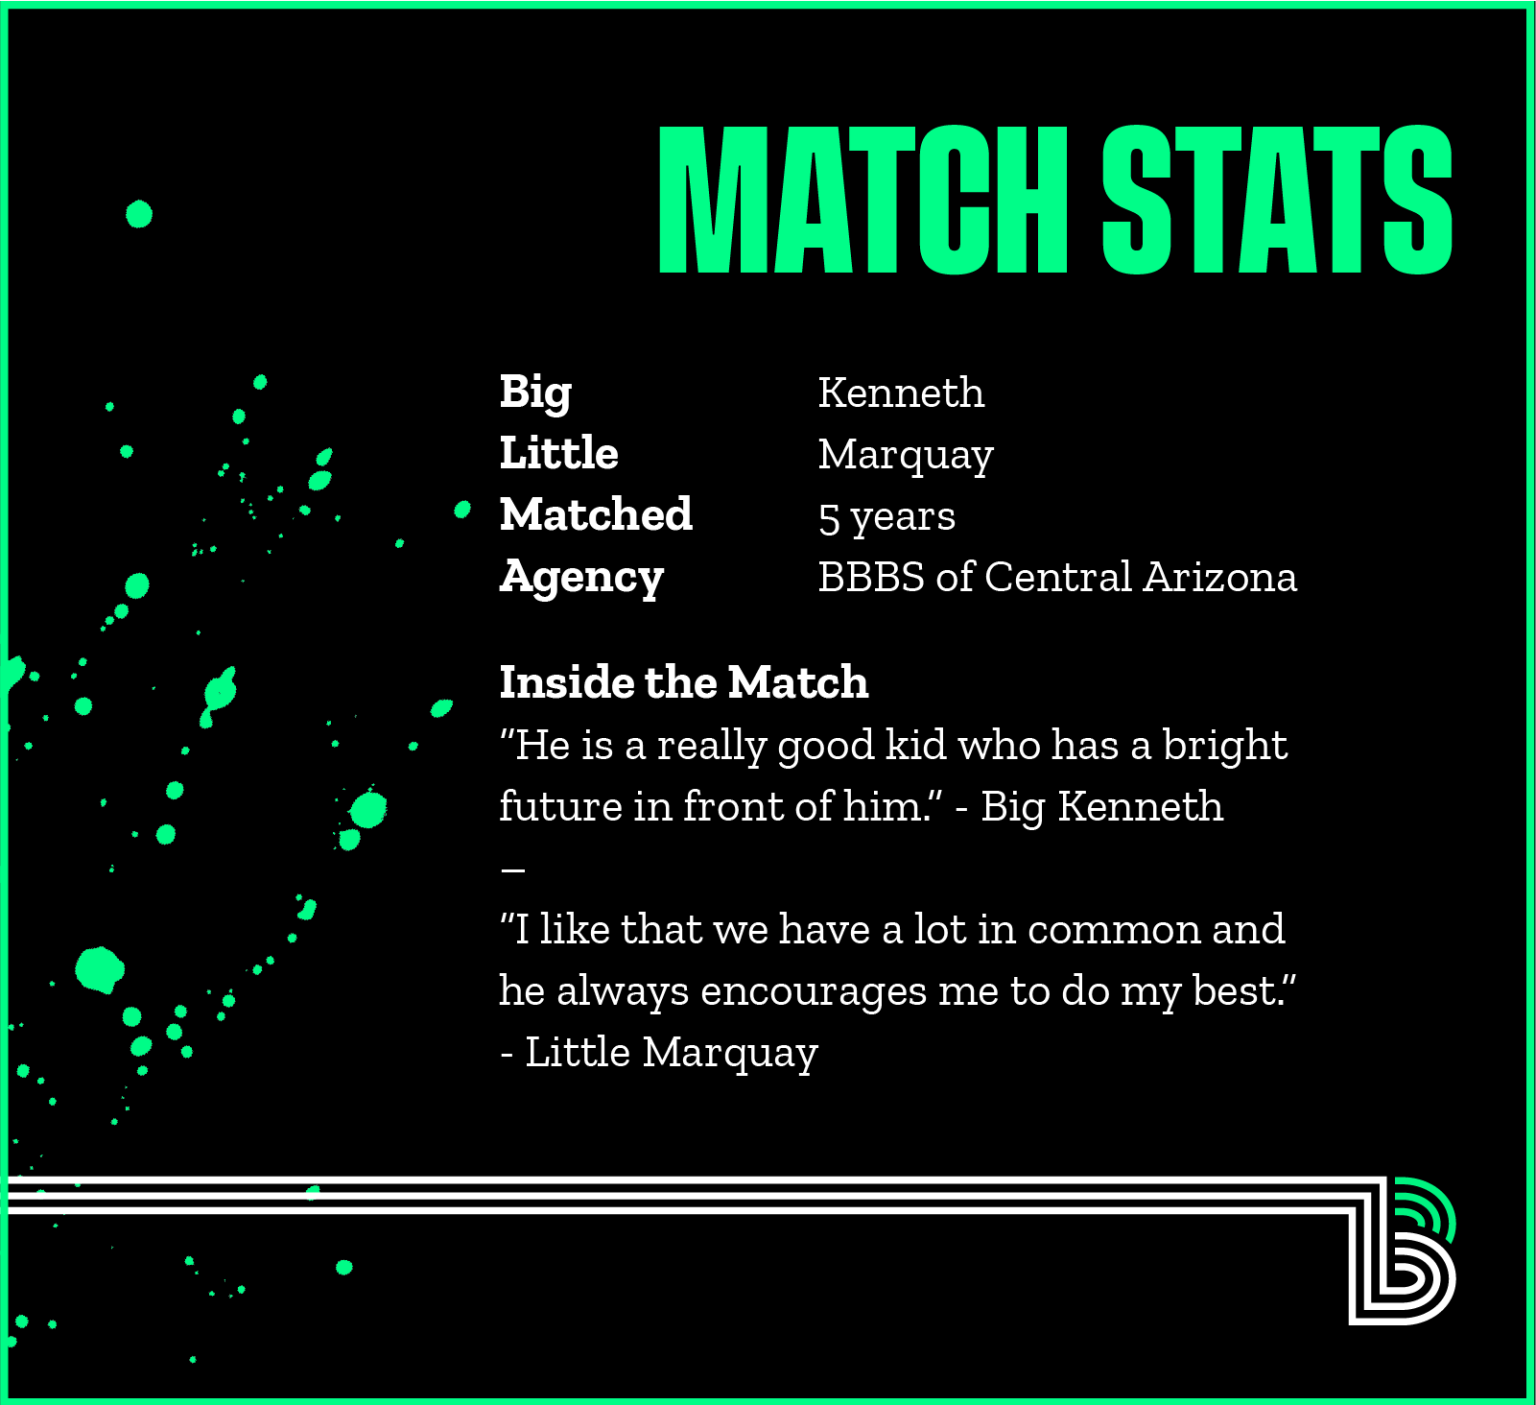 MATCH STATS
Big Kenneth
Little Marquay
Matched 5 years
Agency BBBS of Central Arizona
Inside the Match
"He is a really good kid who has a bright
future in front of him." - Big Kenneth
–
"I like that we have a lot in common and
he always encourages me to do my best."
- Little Marquay